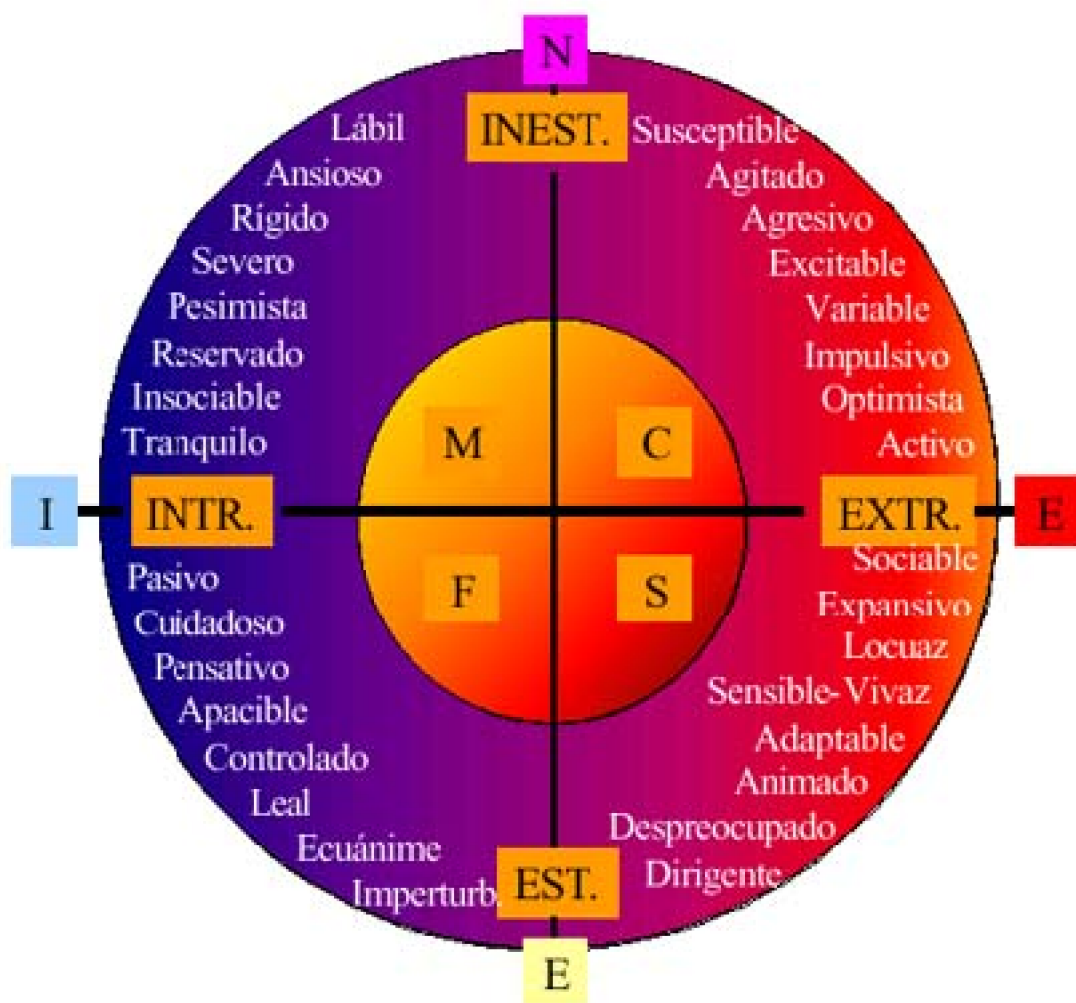 N
INEST.
Lábil
Ansioso
Rígido
Severo
Pesimista
Reservado
Insociable
Tranquilo
Susceptible
Agitado
Agresivo
Excitable
Variable
Impulsivo
Optimista
Activo
M
C
I
INTR.
EXTR.
E
F
S
Pasivo
Cuidadoso
Pensativo
Apacible
Controlado
Leal
Ecuánime
Imperturb.
Sociable
Expansivo
Locuaz
Sensible-Vivaz
Adaptable
Animado
Despreocupado
Dirigente
EST.
E